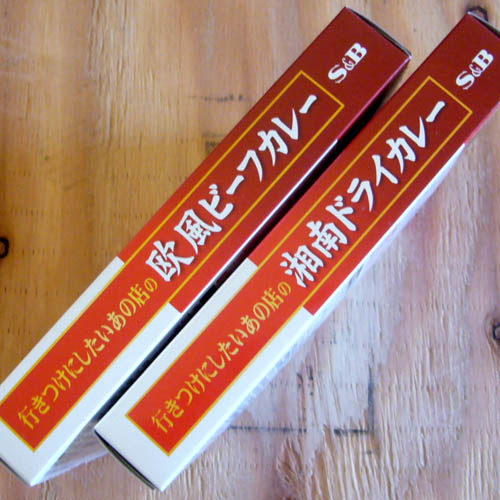 S&B
行きつけにしたいあの店の欧風ビーフカレー
S&B
行きつけにしたいあの店の湘南ドライカレー